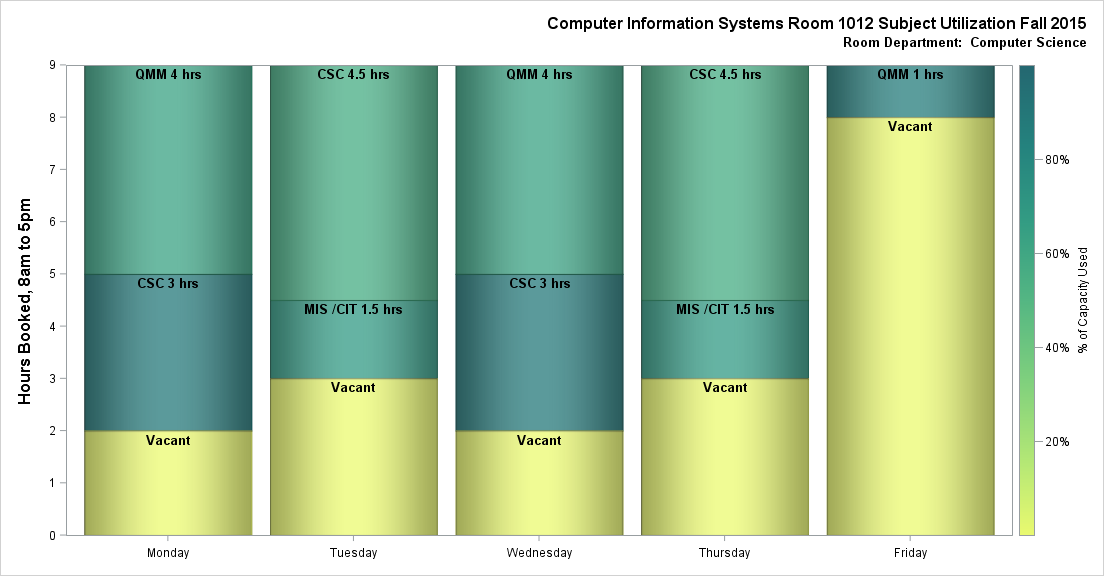 Computer Information Systems Room 1012 Subject Utilization Fall 2015
Room Department:  Computer Science
Hours Booked, 8am to 5pm
9
8
7
6
5
4
3
2
1
0
QMM 4 hrs
CSC 3 hrs
Vacant
CSC 4.5 hrs
MIS /CIT 1.5 hrs
Vacant
QMM 4 hrs
CSC 3 hrs
Vacant
CSC 4.5 hrs
MIS /CIT 1.5 hrs
Vacant
QMM 1 hrs
Vacant
Monday
Tuesday
Wednesday
Thursday
Friday
80%
60%
40%
20%
% of Capacity Used